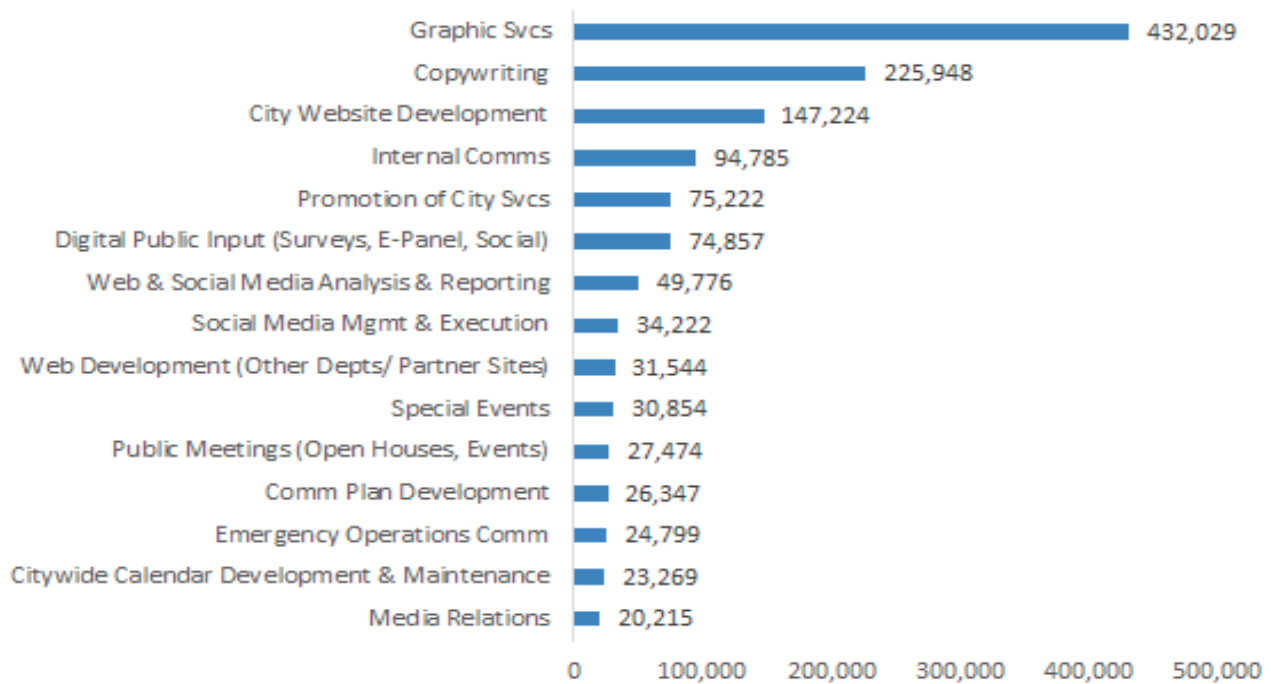 Graphic Svcs 432,029
Copywriting 225,948
City Website Development 147,224
Internal Comms 94,785
Promotion of City Svcs 75,222
Digital Public Input (Surveys, E-Panel, Social) 74,857
Web & Social Media Analysis & Reporting 49,776
Social Media Mgmt & Execution 34,222
Web Development (Other Depts/ Partner Sites) 31,544
Special Events 30,854
Public Meetings (Open Houses, Events) 27,474
Comm Plan Development 26,347
Emergency Operations Comm 24,799
Citywide Calendar Development & Maintenance 23,269
Media Relations 20,215
0 100,000 200,000 300,000 400,000 500,000